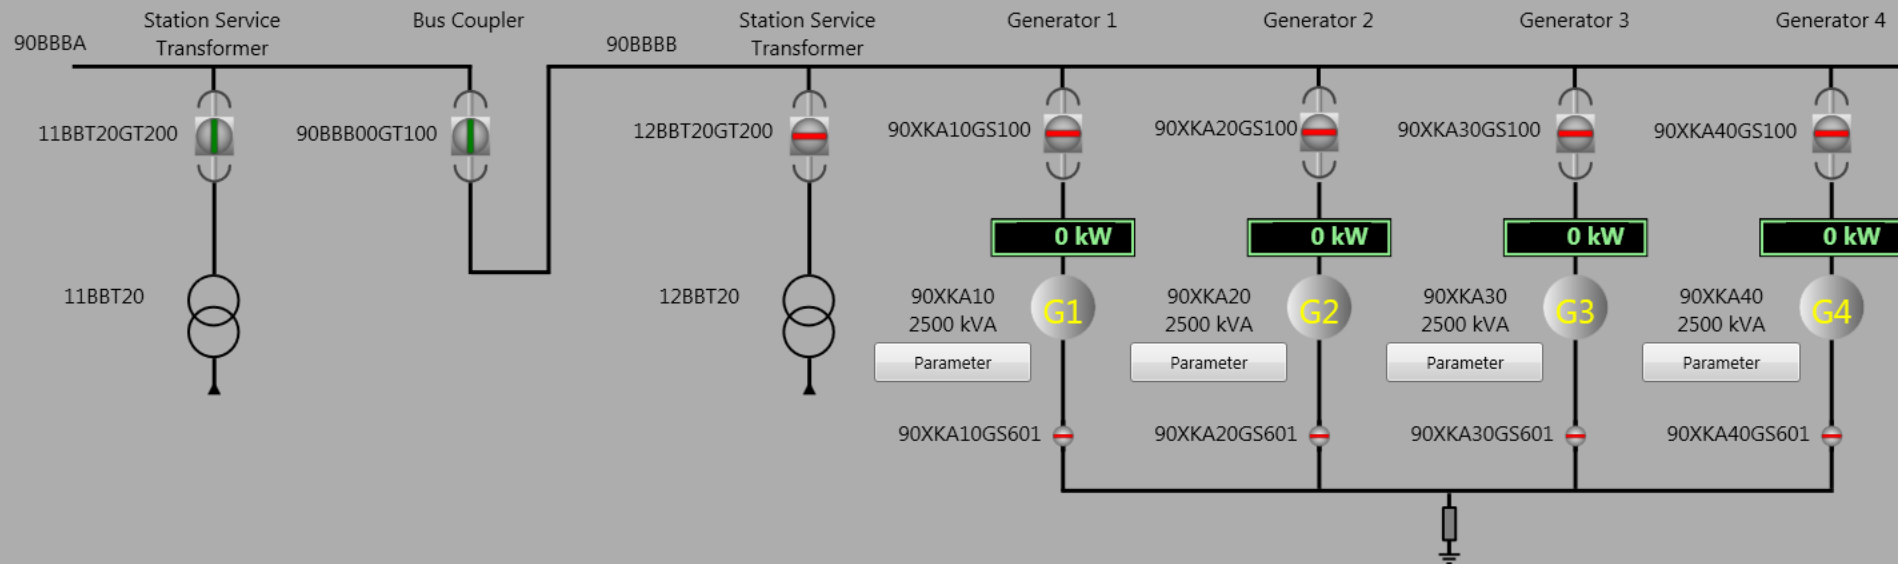 Station Service
Transformer
Bus Coupler
Station Service
Transformer
Generator 1
Generator 2
Generator 3
Generator 4
90BBBA
90BBBB
11BBT20GT200
90BBB00GT100
12BBT20GT200
90XKA10GS100
90XKA20GS100
90XKA30GS100
90XKA40GS100
0 kW
0 kW
0 kW
0 kW
11BBT20
12BBT20
90XKA10
2500 kVA
G1
90XKA20
2500 kVA
G2
90XKA30
2500 kVA
G3
90XKA40
2500 kVA
G4
Parameter
Parameter
Parameter
Parameter
90XKA10GS601
90XKA20GS601
90XKA30GS601
90XKA40GS601